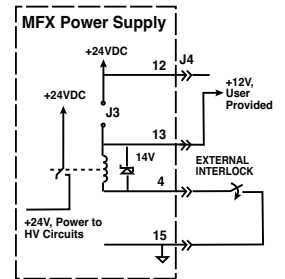 MFX Power Supply
+24VDC
12
J4
+24VDC
+12V,
User
Provided
J3
13
14V
EXTERNAL
INTERLOCK
4
+24V, Power to
HV Circuits
15